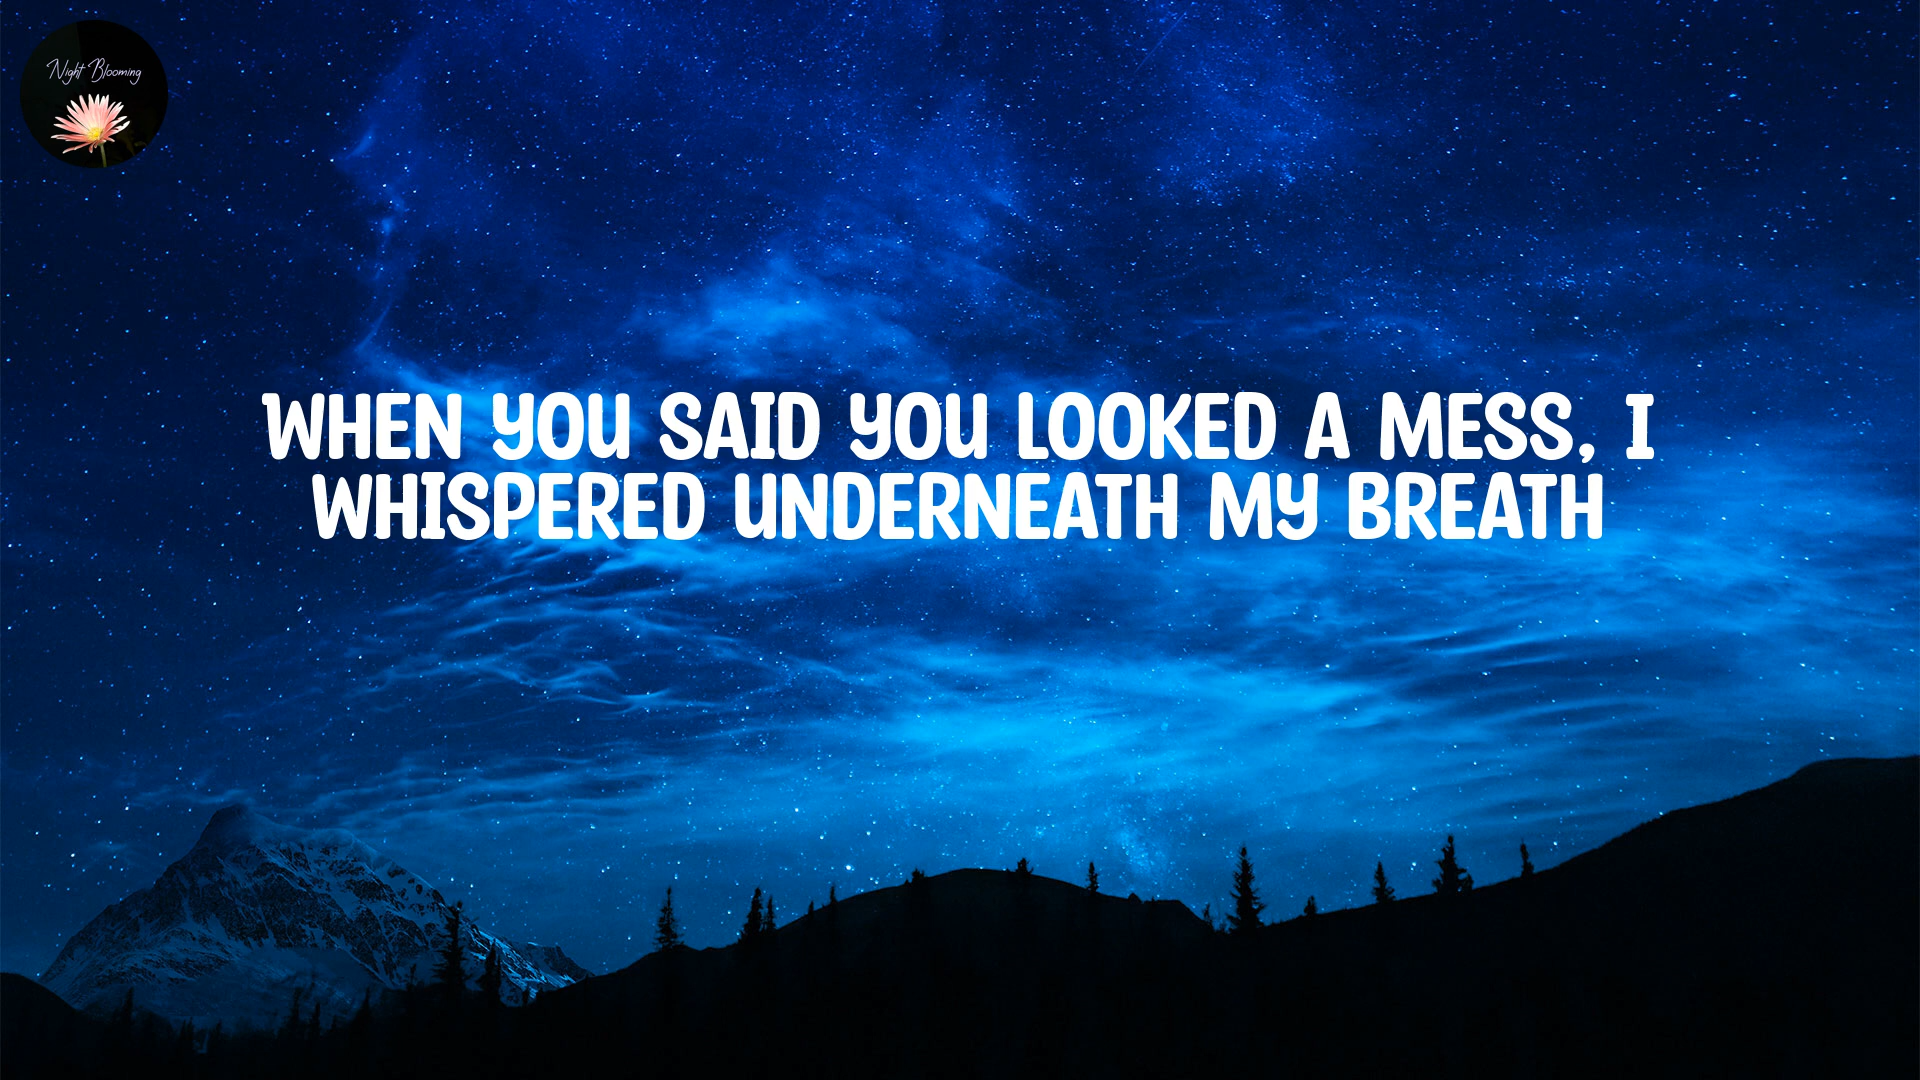 Night Blooming
WHEN YOU SAID YOU LOOKED A MESS, I
WHISPERED UNDERNEATH MY BREATH